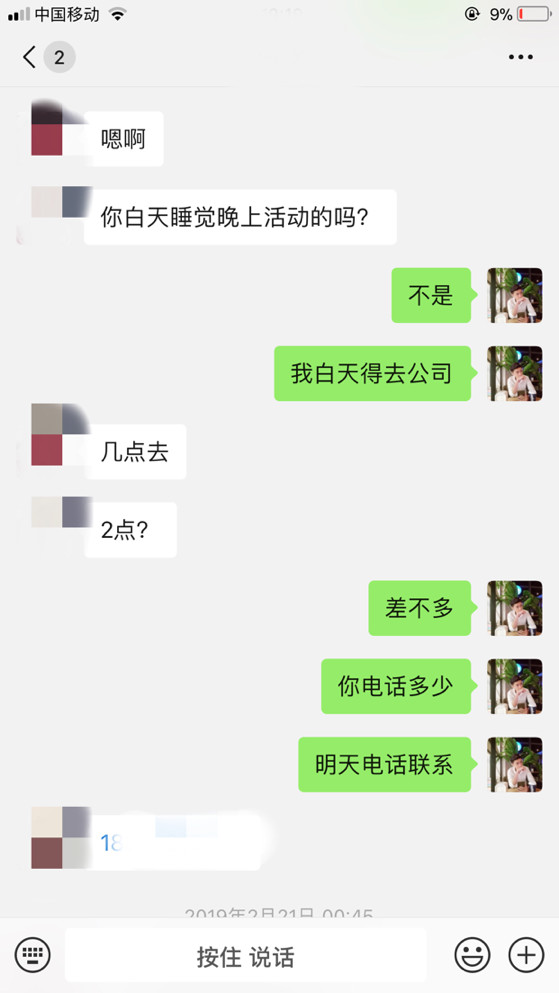 中国移动
9%
2
嗯啊
你白天睡觉晚上活动的吗？
不是
我白天得去公司
几点去
2点？
差不多
你电话多少
明天电话联系
18
2019年2月21日 00:45
按住 说话